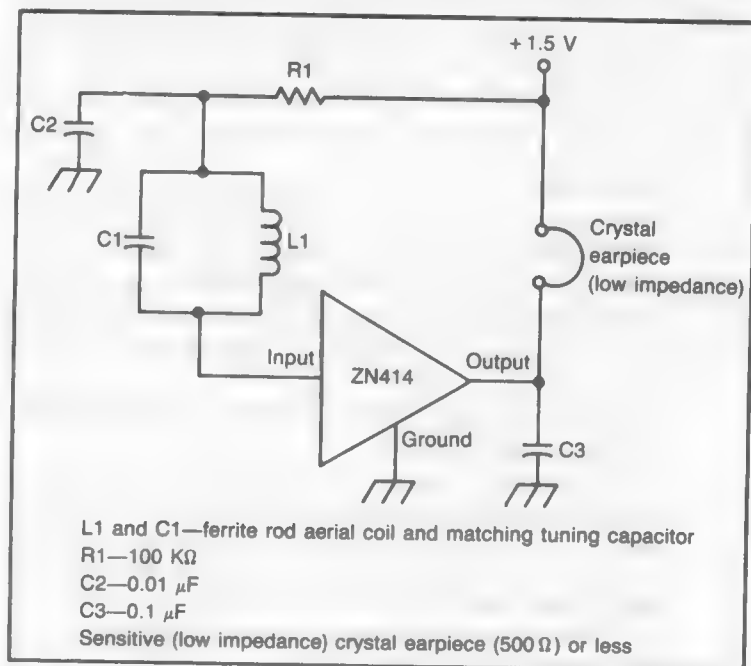 + 1.5 V
R1
C2
C1
L1
Crystal
earpiece
(low impedance)
Input
ZN414
Output
Ground
C3
L1 and C1—ferrite rod aerial coil and matching tuning capacitor
R1—100 KΩ
C2—0.01 μF
C3—0.1 μF
Sensitive (low impedance) crystal earpiece (500 Ω) or less